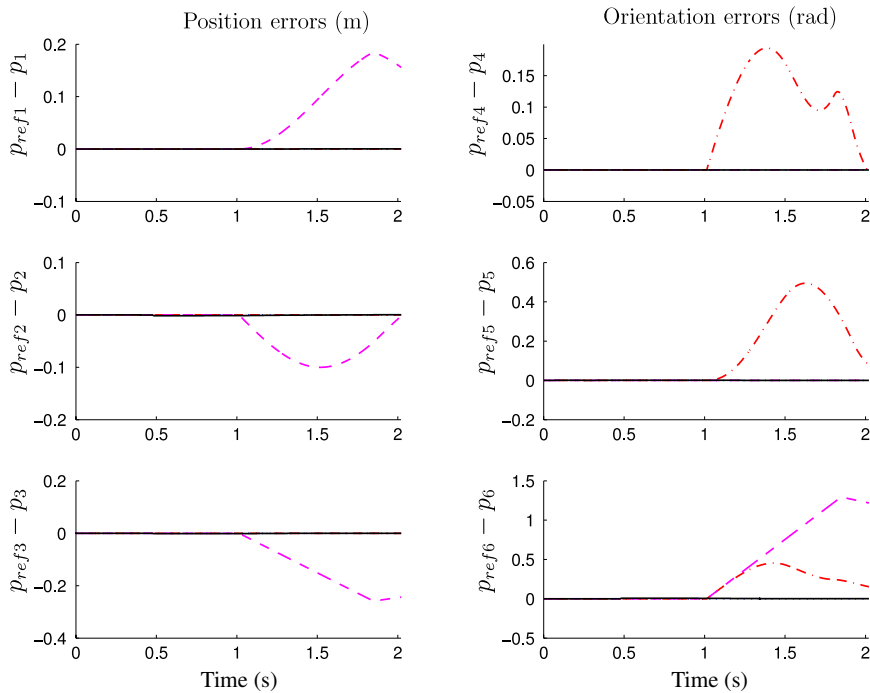 Position errors (m)
Orientation errors (rad)
p_{ref1} − p_1
0.2
0.1
0
−0.1
0 0.5 1 1.5 2
p_{ref4} − p_4
0.15
0.1
0.05
0
−0.05
0 0.5 1 1.5 2
p_{ref2} − p_2
0.1
0
−0.1
−0.2
0 0.5 1 1.5 2
p_{ref5} − p_5
0.6
0.4
0.2
0
−0.2
0 0.5 1 1.5 2
p_{ref3} − p_3
0.2
0
−0.2
−0.4
0 0.5 1 1.5 2
Time (s)
p_{ref6} − p_6
1.5
1
0.5
0
−0.5
0 0.5 1 1.5 2
Time (s)